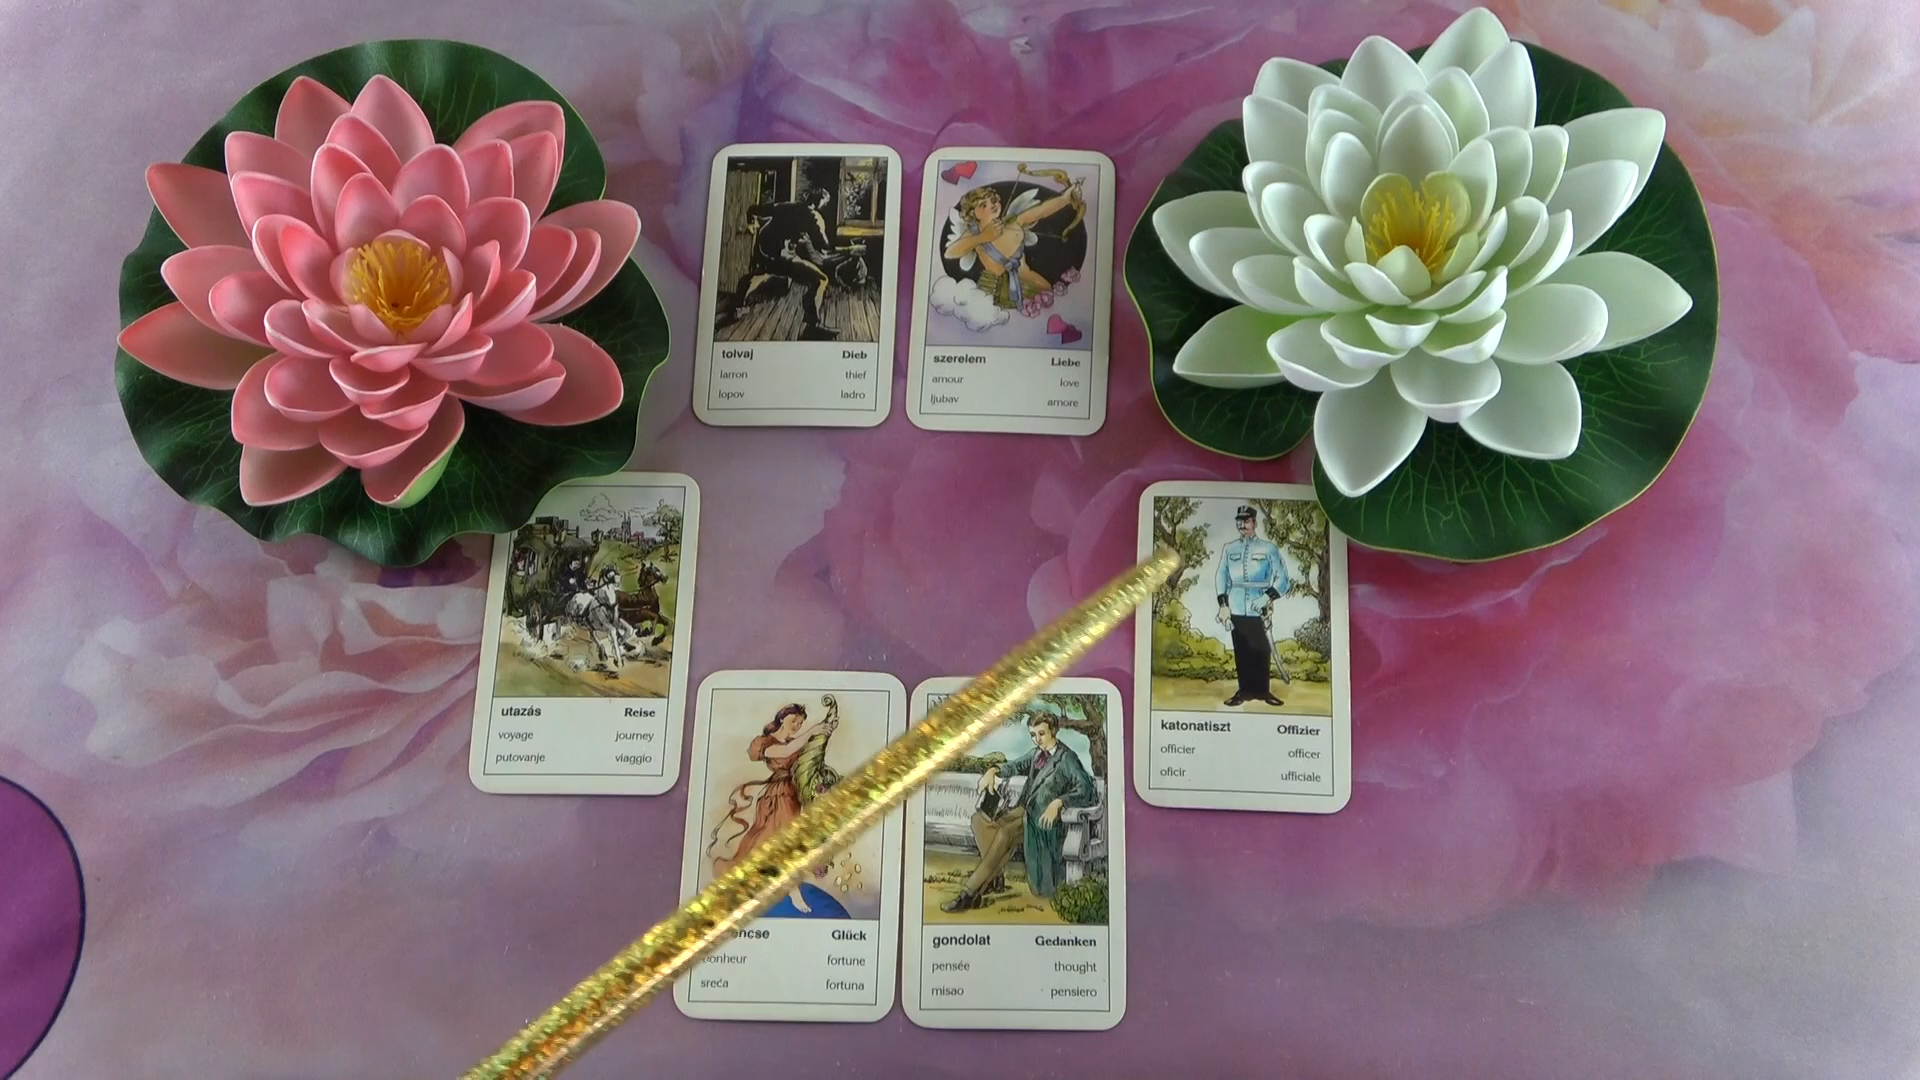 tolvaj Dieb
larron thief
lopov ladro
szerelem Liebe
amour love
ljubav amore
utazás Reise
voyage journey
putovanje viaggio
katonatiszt Offizier
officier officer
oficir ufficiale
Glück
fortune
sreća fortuna
gondolat Gedanken
pensée thought
misao pensiero